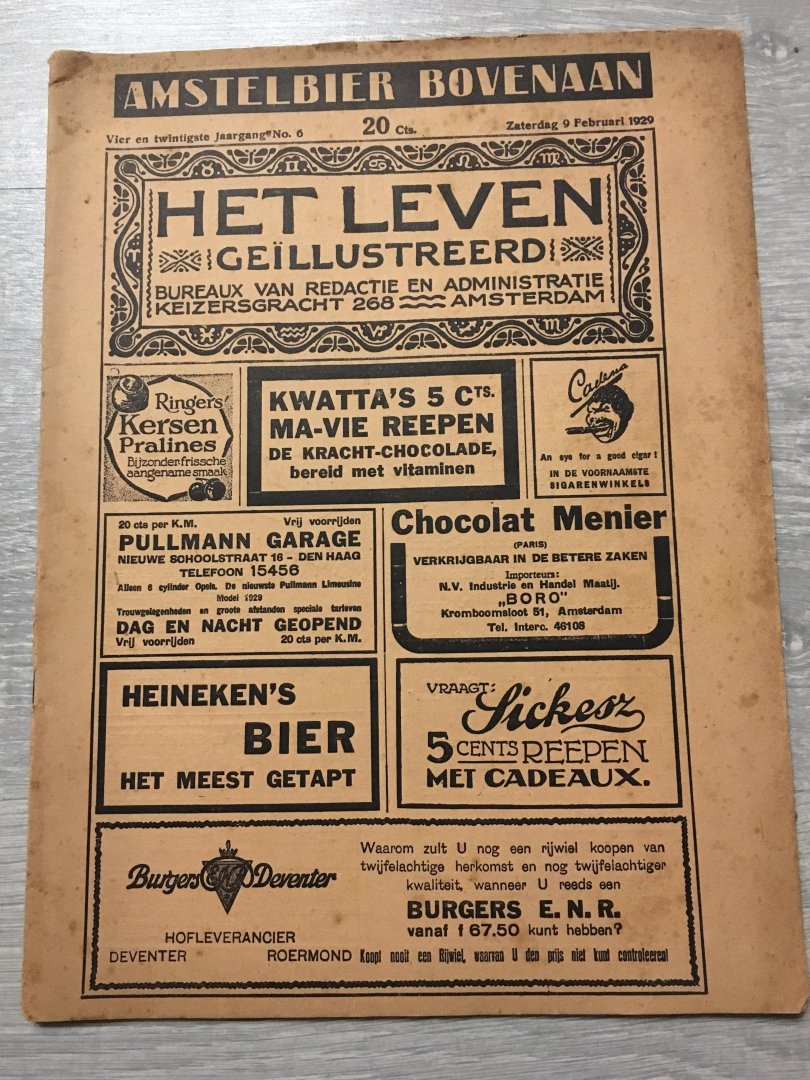 AMSTELBIER BOVENAAN
Vier en twintigste Jaargang No. 6 20 Cts. Zaterdag 9 Februari 1929
HET LEVEN
GEÏLLUSTREERD
BUREAUX VAN REDACTIE EN ADMINISTRATIE
KEIZERSGRACHT 268 AMSTERDAM
Ringers'
Kersen
Pralines
Bijzonder frissche
aangename smaak
KWATTA'S 5 CTS.
MA-VIE REEPEN
DE KRACHT-CHOCOLADE,
bereid met vitaminen
Cadena
An eye for a good cigar!
IN DE VOORNAAMSTE
SIGARENWINKELS
20 cts per K.M. Vrij voorrijden
PULLMANN GARAGE
NIEUWE SCHOOLSTRAAT 16 - DEN HAAG
TELEFOON 15456
Alleen 6 cylinder Opels. De nieuwste Pullmann Limousine
Model 1929
Trouwgelegenheden en groote afstanden speciale tarieven
DAG EN NACHT GEOPEND
Vrij voorrijden 20 cts per K.M.
Chocolat Menier
(PARIS)
VERKRIJGBAAR IN DE BETERE ZAKEN
Importeurs:
N.V. Industrie en Handel Maatij.
„BORO"
Kromboomsloot 51, Amsterdam
Tel. Interc. 46108
HEINEKEN'S
BIER
HET MEEST GETAPT
VRAAGT:
Sickesz
5 CENTS REEPEN
MET CADEAUX.
Burgers ENR Deventer
HOFLEVERANCIER
DEVENTER ROERMOND
Waarom zult U nog een rijwiel koopen van
twijfelachtige herkomst en nog twijfelachtiger
kwaliteit, wanneer U reeds een
BURGERS E.N.R.
vanaf f 67.50 kunt hebben?
Koopt nooit een Rijwiel, waarvan U den prijs niet kunt controleeren!